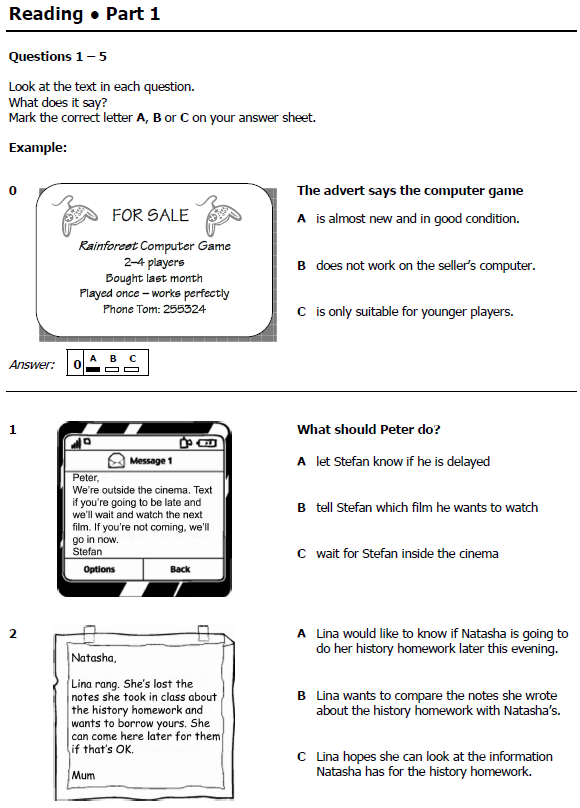 Reading ● Part 1
Questions 1 – 5
Look at the text in each question.
What does it say?
Mark the correct letter A, B or C on your answer sheet.
Example:
0
FOR SALE
Rainforest Computer Game
2–4 players
Bought last month
Played once – works perfectly
Phone Tom: 255324
The advert says the computer game
A is almost new and in good condition.
B does not work on the seller's computer.
C is only suitable for younger players.
Answer:
0 A B C
1
Message 1
Peter,
We're outside the cinema. Text
if you're going to be late and
we'll wait and watch the next
film. If you're not coming, we'll
go in now.
Stefan
Options Back
What should Peter do?
A let Stefan know if he is delayed
B tell Stefan which film he wants to watch
C wait for Stefan inside the cinema
2
Natasha,
Lina rang. She's lost the
notes she took in class about
the history homework and
wants to borrow yours. She
can come here later for them
if that's OK.
Mum
A Lina would like to know if Natasha is going to
do her history homework later this evening.
B Lina wants to compare the notes she wrote
about the history homework with Natasha's.
C Lina hopes she can look at the information
Natasha has for the history homework.